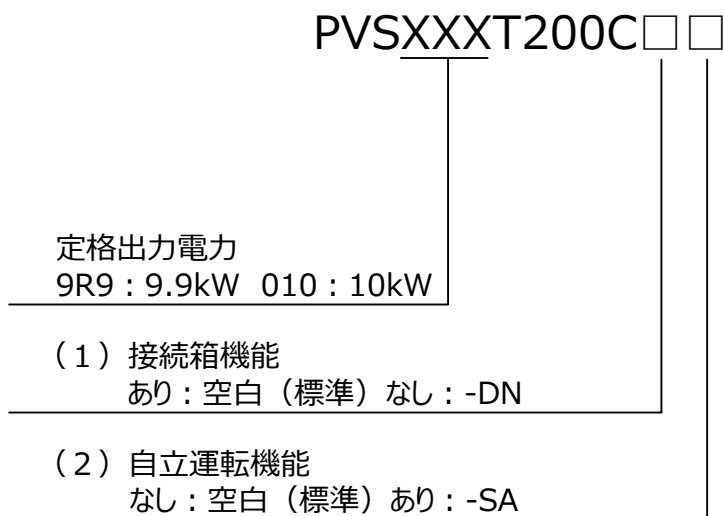 PVSXXXT200C□ □
定格出力電力
9R9：9.9kW 010：10kW
（１）接続箱機能
あり：空白（標準）なし：-DN
（２）自立運転機能
なし：空白（標準）あり：-SA